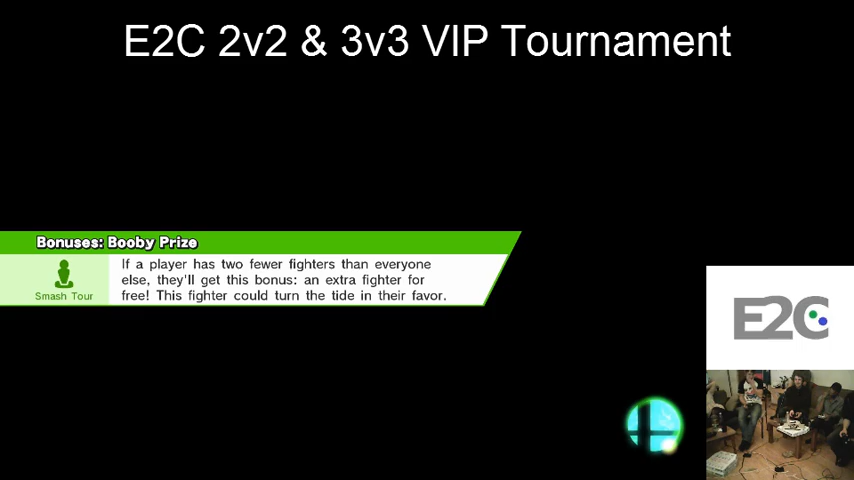 E2C 2v2 & 3v3 VIP Tournament
Bonuses: Booby Prize
If a player has two fewer fighters than everyone
else, they'll get this bonus: an extra fighter for
free! This fighter could turn the tide in their favor.
Smash Tour
E2C